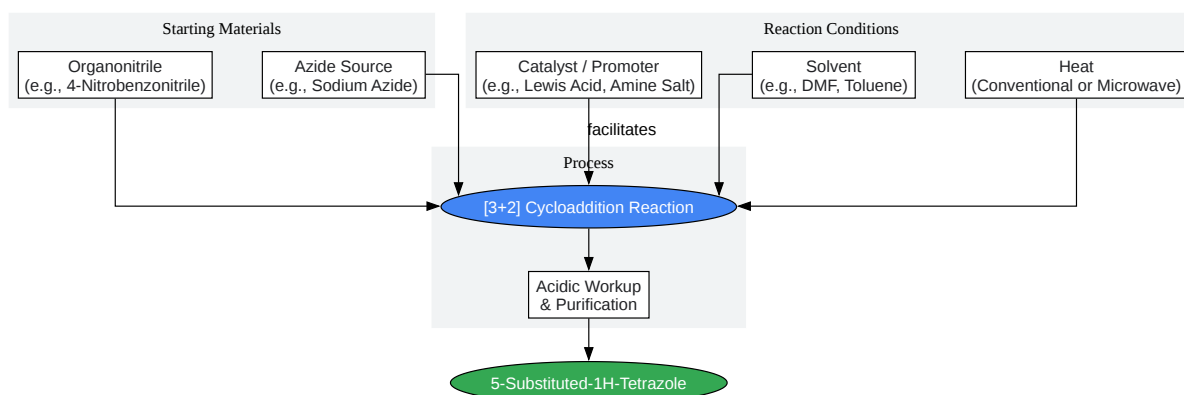 Starting Materials
Reaction Conditions
Organonitrile
(e.g., 4-Nitrobenzonitrile)
Azide Source
(e.g., Sodium Azide)
Catalyst / Promoter
(e.g., Lewis Acid, Amine Salt)
Solvent
(e.g., DMF, Toluene)
Heat
(Conventional or Microwave)
facilitates
Process
[3+2] Cycloaddition Reaction
Acidic Workup
& Purification
5-Substituted-1H-Tetrazole